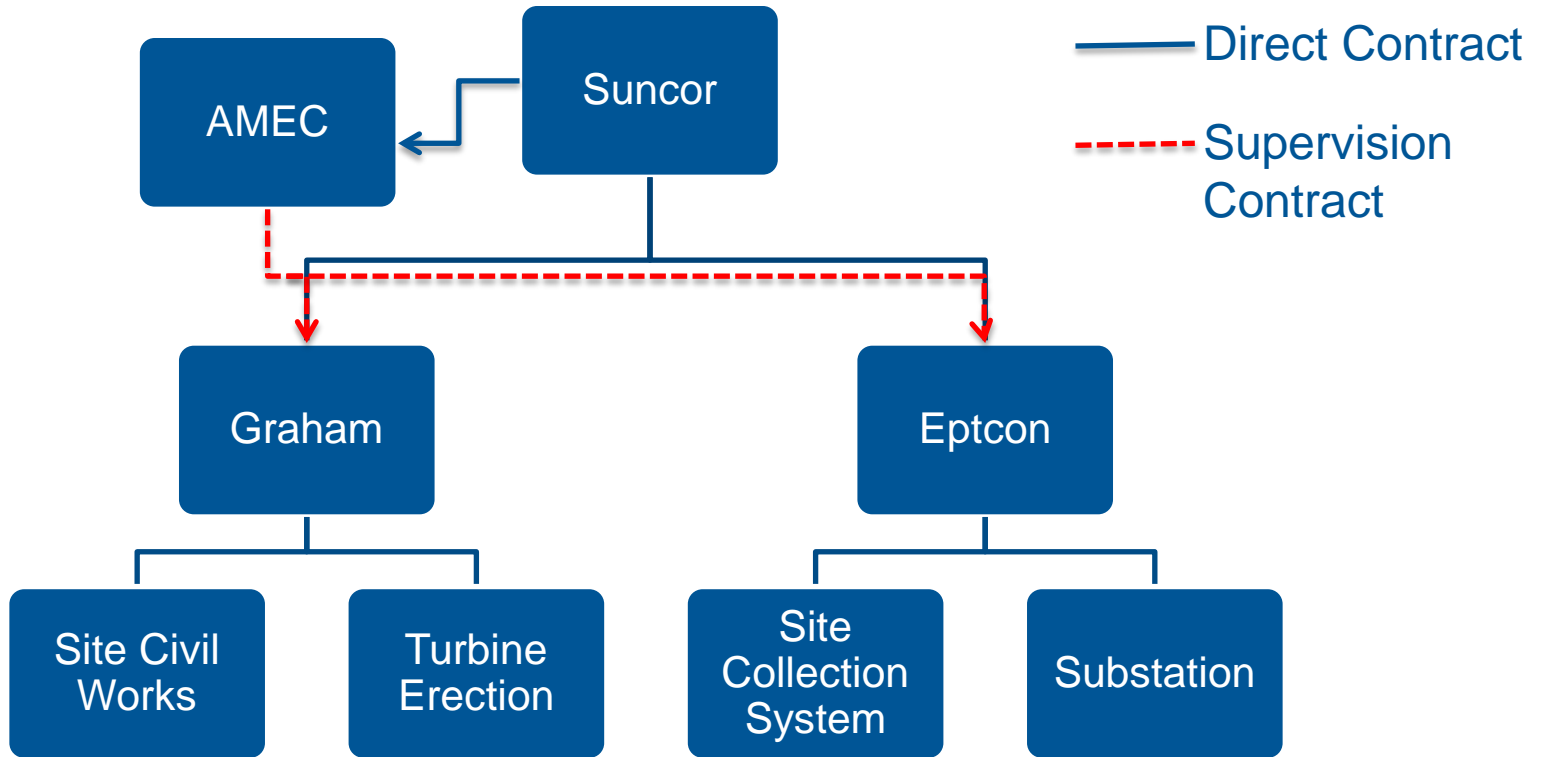 Suncor
AMEC
Direct Contract
Supervision
Contract
Graham
Eptcon
Site Civil
Works
Turbine
Erection
Site
Collection
System
Substation